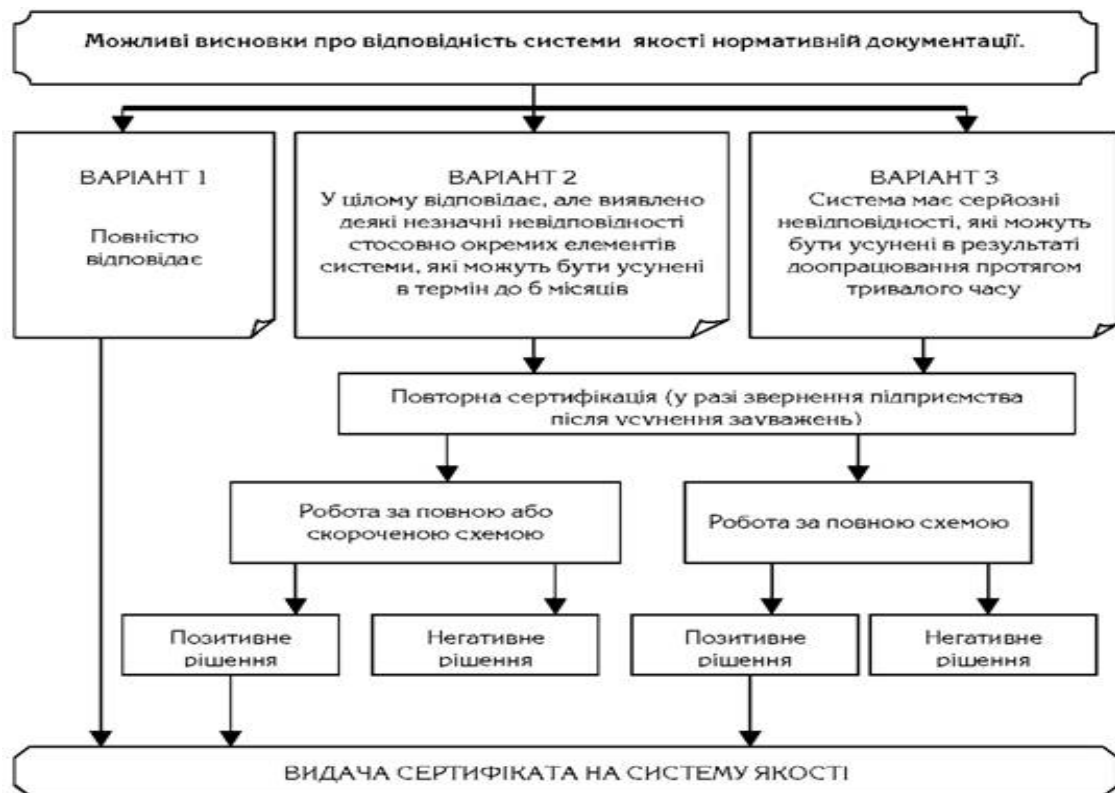 Можливі висновки про відповідність системи якості нормативній документації.
ВАРІАНТ 1
Повністю
відповідає
ВАРІАНТ 2
У цілому відповідає, але виявлено
деякі незначні невідповідності
стосовно окремих елементів
системи, які можуть бути усунені
в термін до 6 місяців
ВАРІАНТ 3
Система має серйозні
невідповідності, які можуть
бути усунені в результаті
доопрацювання протягом
тривалого часу
Повторна сертифікація (у разі звернення підприємства
після усунення зауважень)
Робота за повною або
скороченою схемою
Робота за повною схемою
Позитивне
рішення
Негативне
рішення
Позитивне
рішення
Негативне
рішення
ВИДАЧА СЕРТИФІКАТА НА СИСТЕМУ ЯКОСТІ